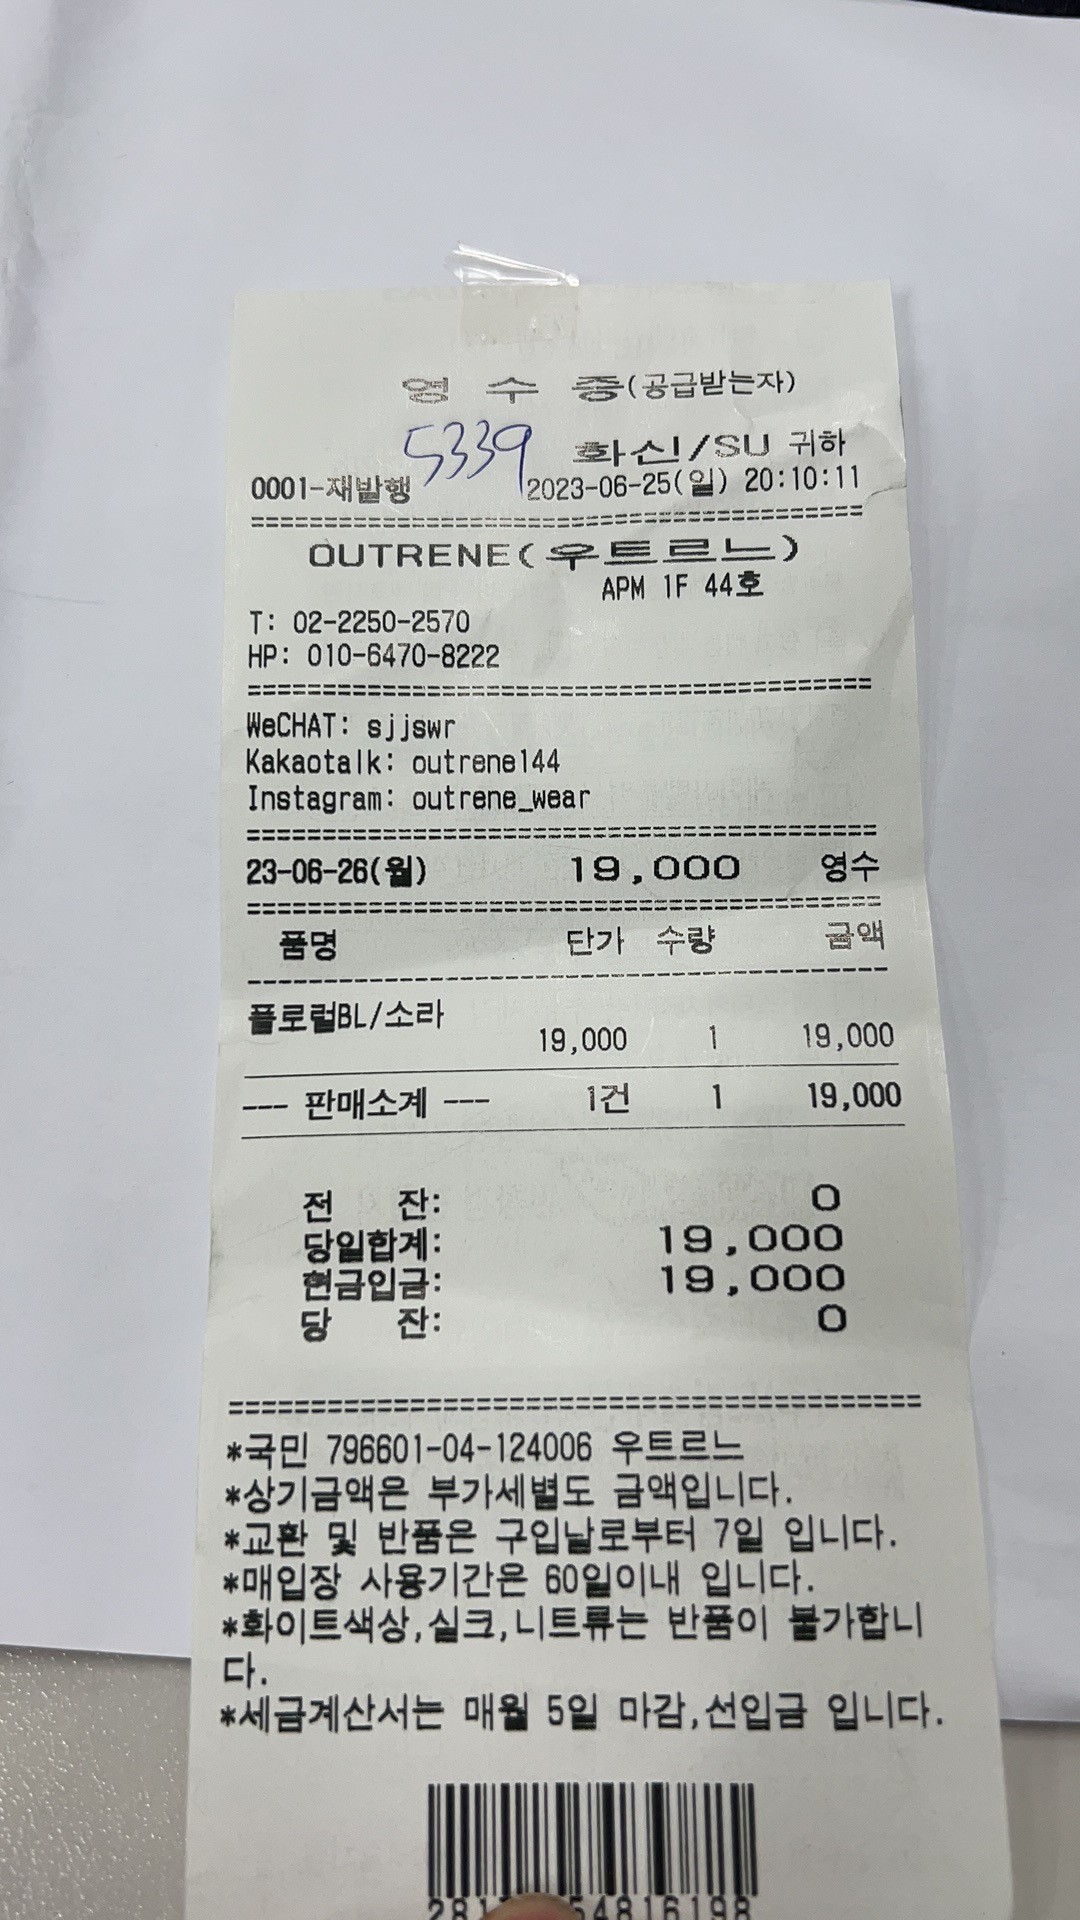 영 수 증(공급받는자)
5339 화신/SU 귀하
0001-재발행 2023-06-25(일) 20:10:11
========================================
OUTRENE(우트르느)
APM 1F 44호
T: 02-2250-2570
HP: 010-6470-8222
========================================
WeCHAT: sjjswr
Kakaotalk: outrene144
Instagram: outrene_wear
========================================
23-06-26(월) 19,000 영수
========================================
품명 단가 수량 금액
----------------------------------------
플로럴BL/소라
19,000 1 19,000
--- 판매소계 --- 1건 1 19,000
전 잔: 0
당일합계: 19,000
현금입금: 19,000
당 잔: 0
========================================
*국민 796601-04-124006 우트르느
*상기금액은 부가세별도 금액입니다.
*교환 및 반품은 구입날로부터 7일 입니다.
*매입장 사용기간은 60일이내 입니다.
*화이트색상,실크,니트류는 반품이 불가합니
다.
*세금계산서는 매월 5일 마감,선입금 입니다.